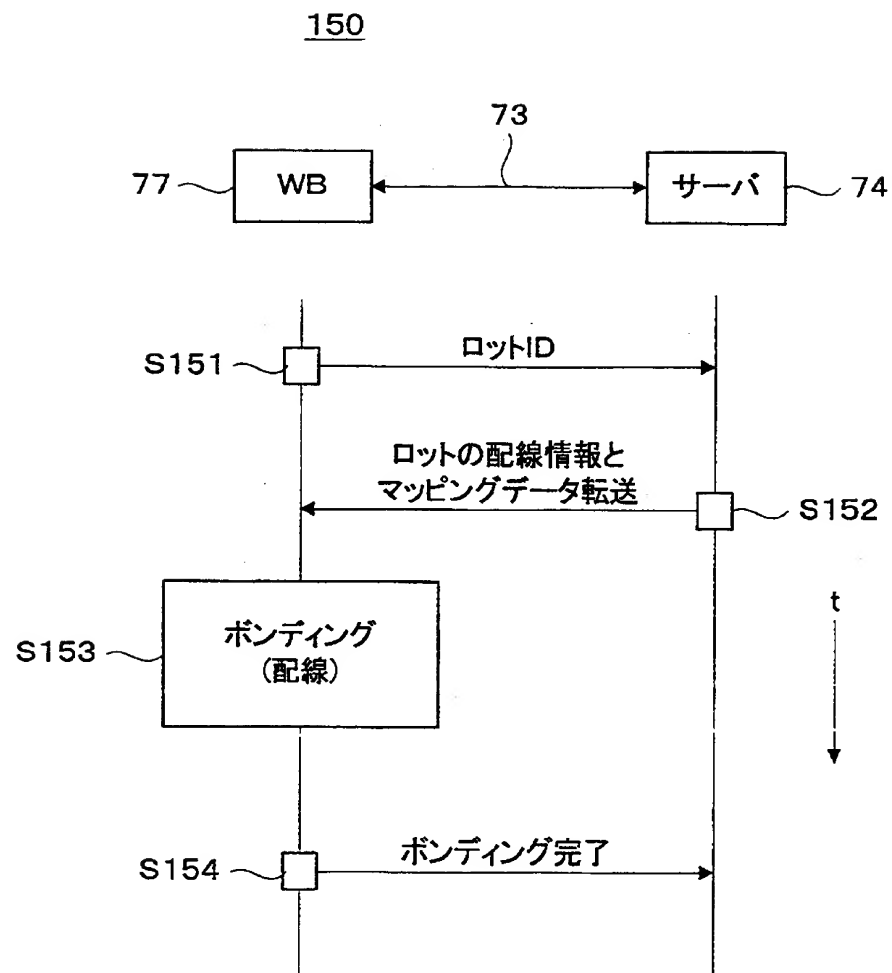 150
73
77
WB
サーバ
74
S151
ロットID
ロットの配線情報と
マッピングデータ転送
S152
t
S153
ボンディング
(配線)
S154
ボンディング完了